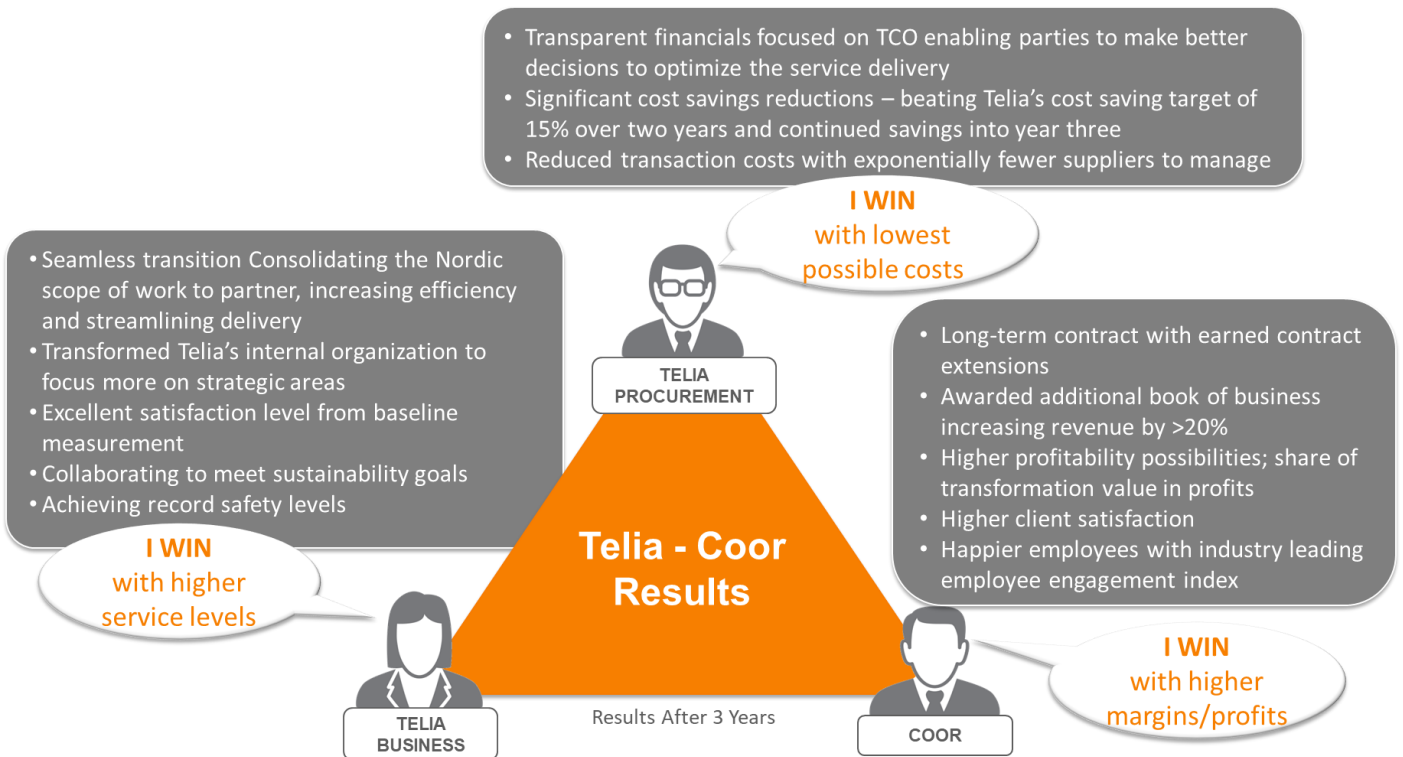 • Transparent financials focused on TCO enabling parties to make better
decisions to optimize the service delivery
• Significant cost savings reductions – beating Telia's cost saving target of
15% over two years and continued savings into year three
• Reduced transaction costs with exponentially fewer suppliers to manage
I WIN
with lowest
possible costs
• Seamless transition Consolidating the Nordic
scope of work to partner, increasing efficiency
and streamlining delivery
• Transformed Telia's internal organization to
focus more on strategic areas
• Excellent satisfaction level from baseline
measurement
• Collaborating to meet sustainability goals
• Achieving record safety levels
I WIN
with higher
service levels
TELIA
PROCUREMENT
• Long-term contract with earned contract
extensions
• Awarded additional book of business
increasing revenue by >20%
• Higher profitability possibilities; share of
transformation value in profits
• Higher client satisfaction
• Happier employees with industry leading
employee engagement index
I WIN
with higher
margins/profits
Telia - Coor
Results
TELIA
BUSINESS
Results After 3 Years
COOR